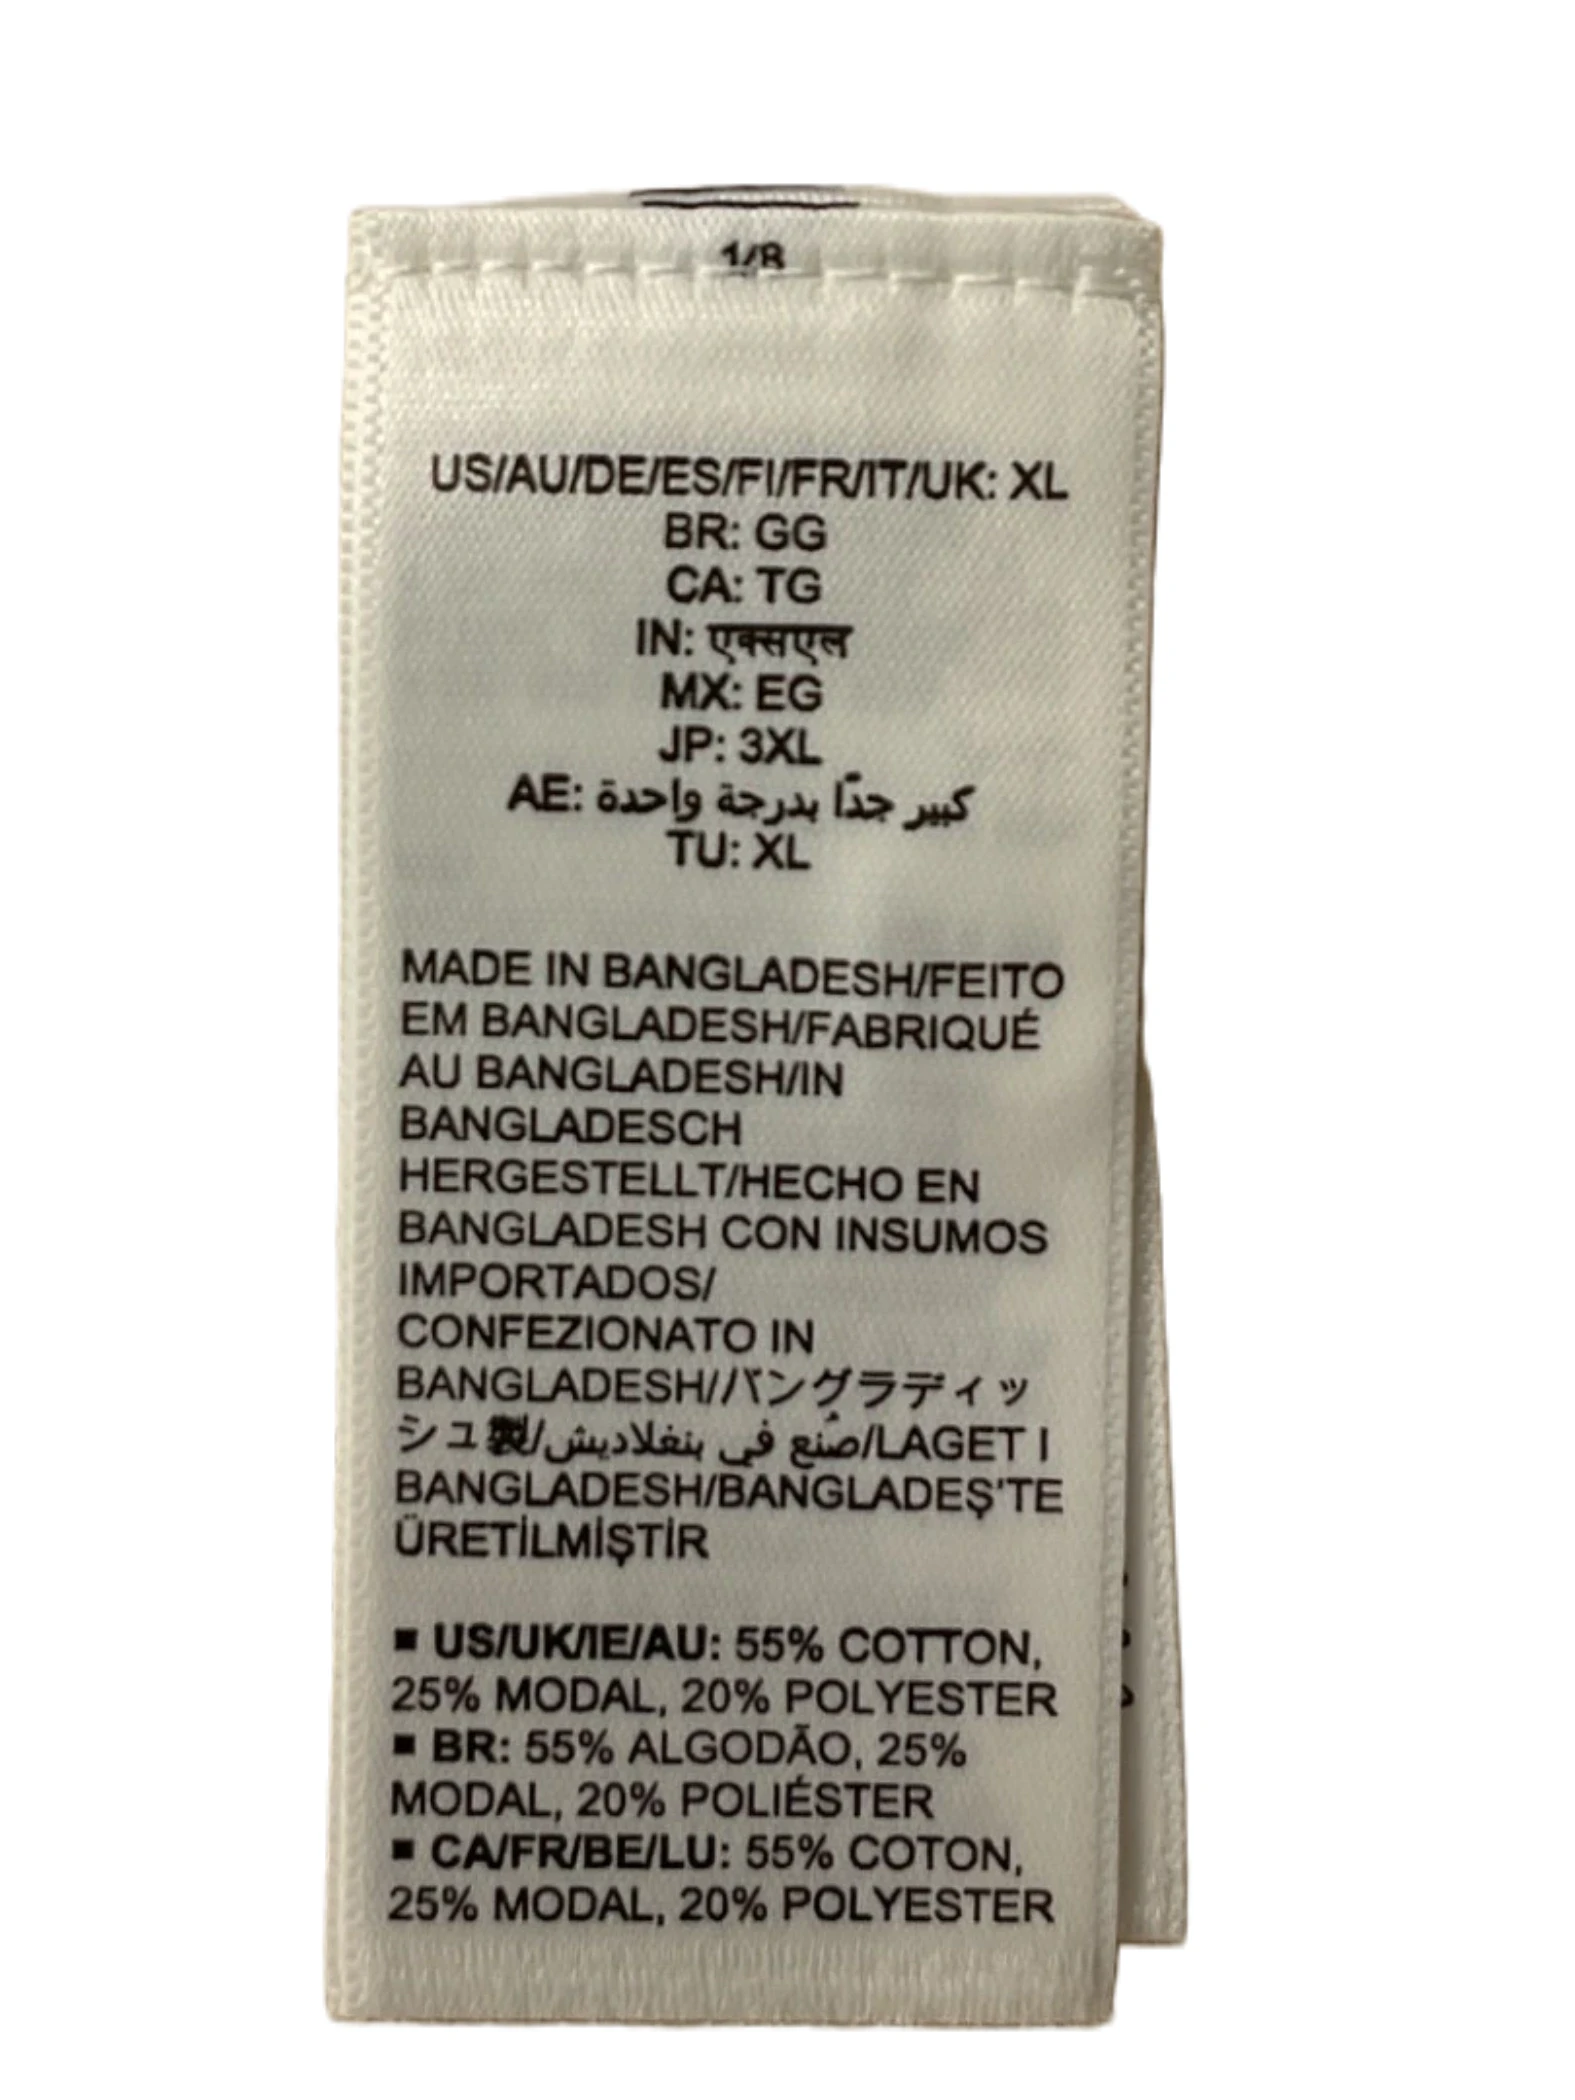 1/8
US/AU/DE/ES/FI/FR/IT/UK: XL
BR: GG
CA: TG
IN: एक्सएल
MX: EG
JP: 3XL
AE: كبير جدًا بدرجة واحدة
TU: XL
MADE IN BANGLADESH/FEITO
EM BANGLADESH/FABRIQUÉ
AU BANGLADESH/IN
BANGLADESCH
HERGESTELLT/HECHO EN
BANGLADESH CON INSUMOS
IMPORTADOS/
CONFEZIONATO IN
BANGLADESH/バングラディッ
シュ製/صُنع في بنغلاديش/LAGET I
BANGLADESH/BANGLADEŞ'TE
ÜRETİLMİŞTİR
▪ US/UK/IE/AU: 55% COTTON,
25% MODAL, 20% POLYESTER
▪ BR: 55% ALGODÃO, 25%
MODAL, 20% POLIÉSTER
▪ CA/FR/BE/LU: 55% COTON,
25% MODAL, 20% POLYESTER